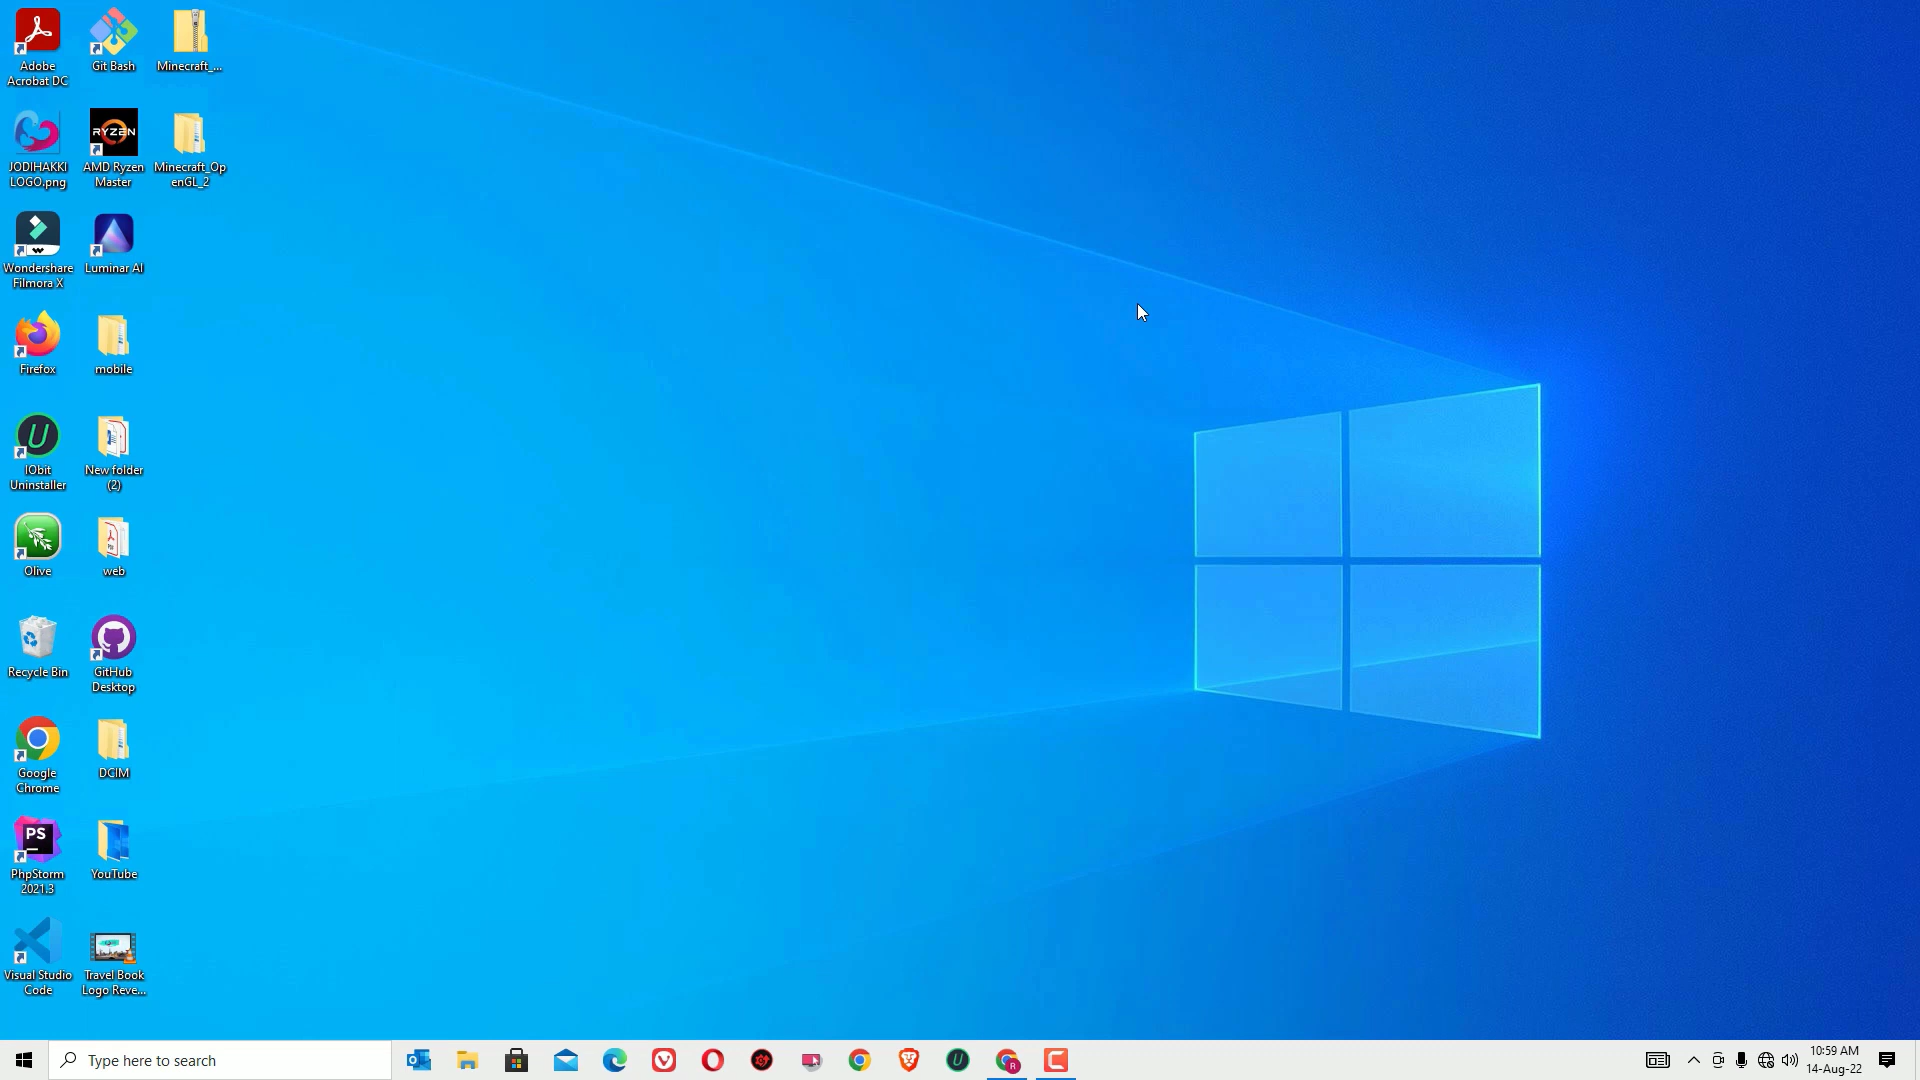 Adobe
Acrobat DC
Git Bash
Minecraft_...
JODIHAKKI
LOGO.png
RYZEN
AMD Ryzen
Master
Minecraft_Op
enGL_2
Wondershare
Filmora X
Luminar AI
Firefox
mobile
IObit
Uninstaller
New folder
(2)
Olive
web
Recycle Bin
GitHub
Desktop
Google
Chrome
DCIM
PS
PhpStorm
2021.3
YouTube
Visual Studio
Code
Travel Book
Logo Reve...
Type here to search
R
10:59 AM
14-Aug-22